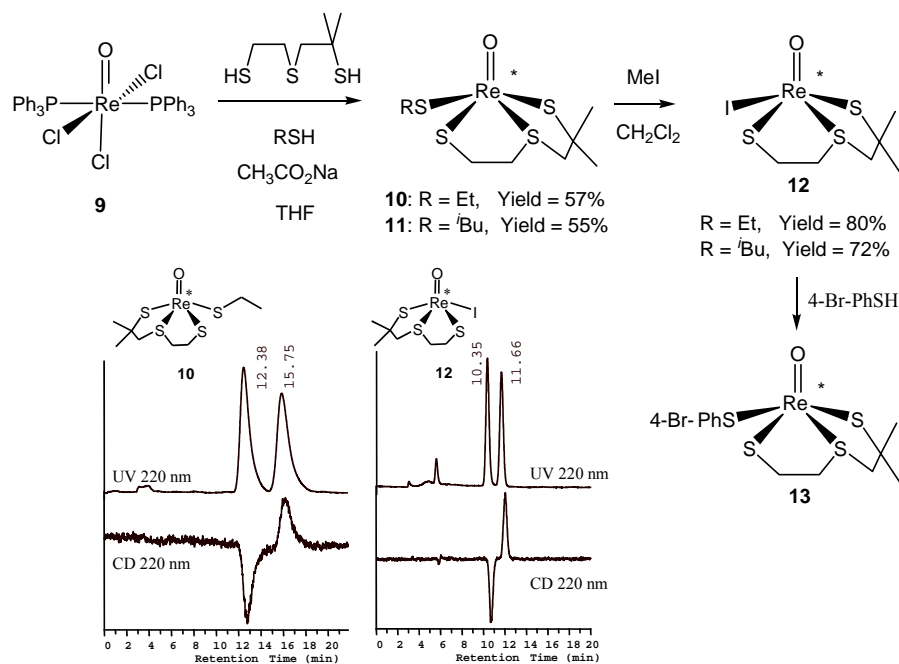 O
Cl
Ph3P
Re
PPh3
Cl
Cl
9
HS
S
SH
RSH
CH3CO2Na
THF
O
*
RS
Re
S
S
S
10: R = Et, Yield = 57%
11: R = iBu, Yield = 55%
MeI
CH2Cl2
O
*
I
Re
S
S
S
12
R = Et, Yield = 80%
R = iBu, Yield = 72%
4-Br-PhSH
O
*
4-Br- PhS
Re
S
S
S
13
O
*
Re
S
S
S
S
10
12.38
15.75
UV 220 nm
CD 220 nm
0 2 4 6 8 10 12 14 16 18 20
Retention Time (min)
O
*
Re
I
S
S
S
12
10.35
11.66
UV 220 nm
CD 220 nm
0 2 4 6 8 10 12 14 16 18 20
Retention Time (min)